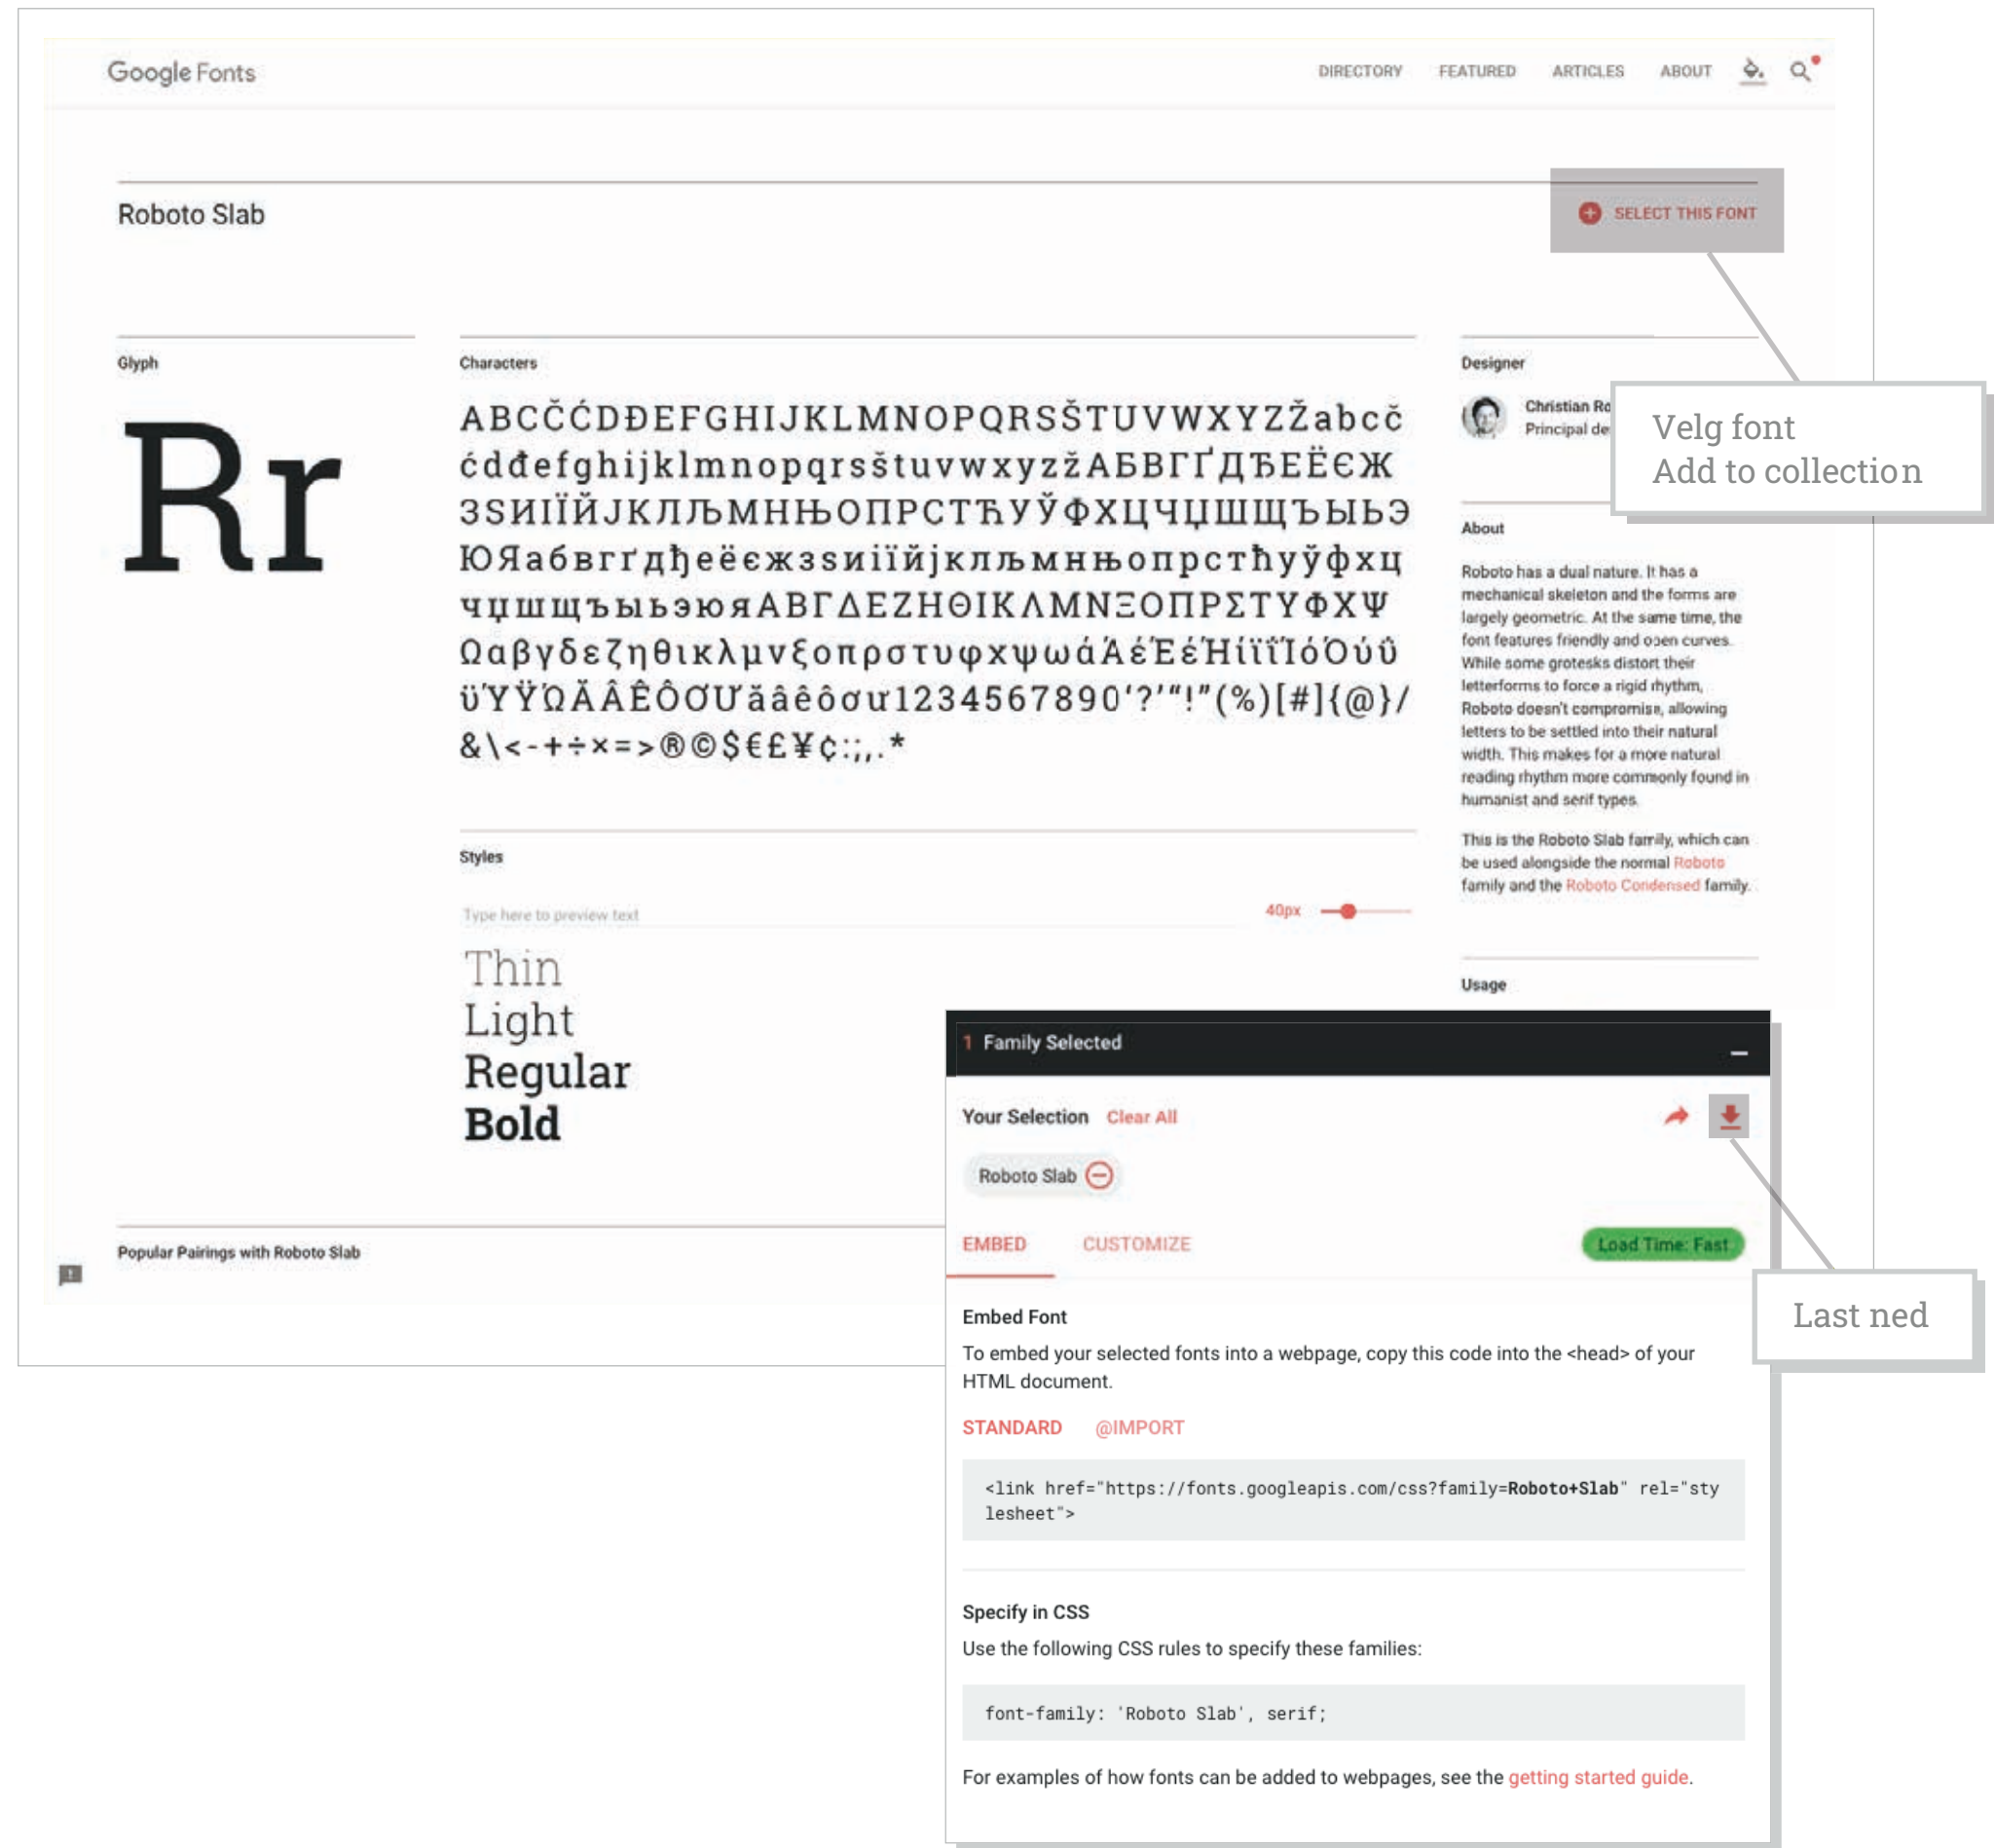 Google Fonts
DIRECTORY FEATURED ARTICLES ABOUT
Roboto Slab
SELECT THIS FONT
Glyph
Rr
Characters
ABCČĆDĐEFGHIJKLMNOPQRSŠTUVWXYZŽabcč
ćdđefghijklmnopqrsštuvwxyzžАБВГҐДЂЕЁЄЖ
ЗЅИІЇЙЈКЛЉМНЊОПРСТЋУЎФХЦЧЏШЩЪЫЬЭ
ЮЯабвгґдђеёєжзѕиіїйјклљмнњопрстћуўфхц
чџшщъыьэюяΑΒΓΔΕΖΗΘΙΚΛΜΝΞΟΠΡΣΤΥΦΧΨ
ΩαβγδεζηθικλμνξοπρστυφχψωάΆέΈέΉίϊΐΊόΌύΰ
ϋΎΫΏĂÂÊÔƠƯăâêôơư1234567890‘?’“!”(%)[#]{@}/
&\<-+÷×=>®©$€£¥¢:;,.*
Designer
Christian Ro
Principal de
Velg font
Add to collection
About
Roboto has a dual nature. It has a
mechanical skeleton and the forms are
largely geometric. At the same time, the
font features friendly and open curves.
While some grotesks distort their
letterforms to force a rigid rhythm,
Roboto doesn't compromise, allowing
letters to be settled into their natural
width. This makes for a more natural
reading rhythm more commonly found in
humanist and serif types.
This is the Roboto Slab family, which can
be used alongside the normal Roboto
family and the Roboto Condensed family.
Styles
Type here to preview text
40px
Thin
Light
Regular
Bold
Usage
Popular Pairings with Roboto Slab
1 Family Selected
Your Selection Clear All
Roboto Slab
EMBED CUSTOMIZE
Load Time: Fast
Last ned
Embed Font
To embed your selected fonts into a webpage, copy this code into the <head> of your
HTML document.
STANDARD @IMPORT
<link href="https://fonts.googleapis.com/css?family=Roboto+Slab" rel="sty
lesheet">
Specify in CSS
Use the following CSS rules to specify these families:
font-family: 'Roboto Slab', serif;
For examples of how fonts can be added to webpages, see the getting started guide.